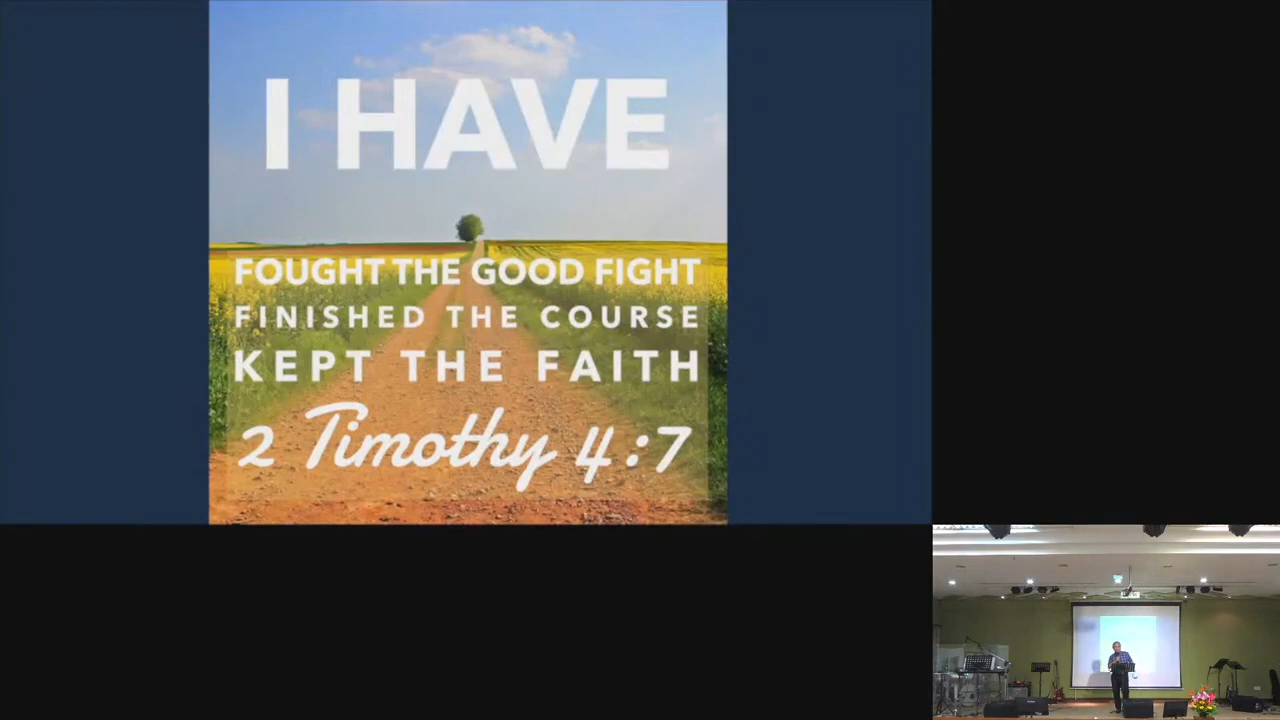 I HAVE
FOUGHT THE GOOD FIGHT
FINISHED THE COURSE
KEPT THE FAITH
2 Timothy 4:7